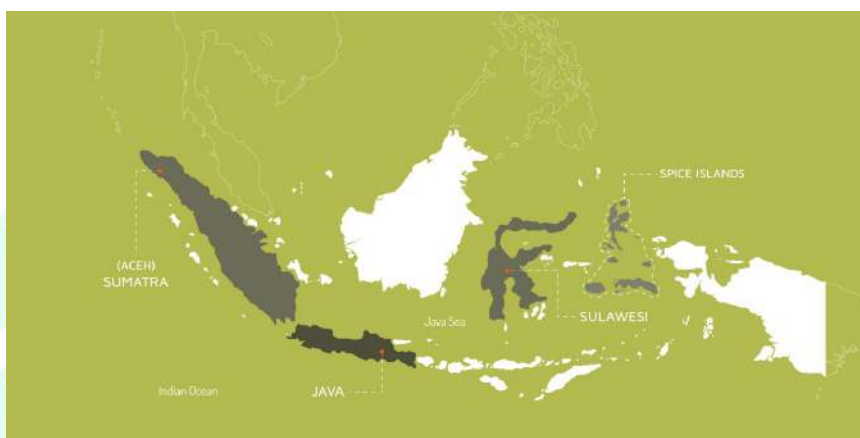 SPICE ISLANDS
(ACEH)
SUMATRA
Java Sea
SULAWESI
Indian Ocean
JAVA